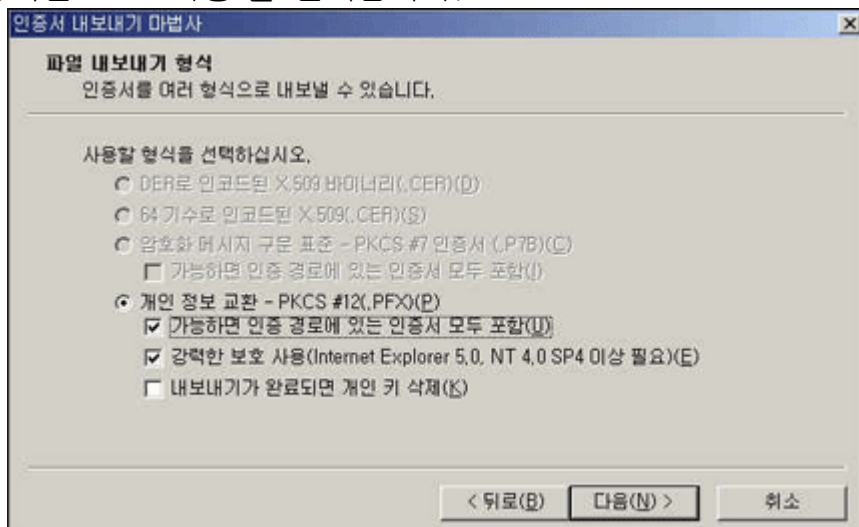 인증서 내보내기 마법사
파일 내보내기 형식
인증서를 여러 형식으로 내보낼 수 있습니다.
사용할 형식을 선택하십시오.
DER로 인코드된 X.509 바이너리(.CER)(D)
64 기수로 인코드된 X.509(.CER)(S)
암호화 메시지 구문 표준 - PKCS #7 인증서 (.P7B)(C)
가능하면 인증 경로에 있는 인증서 모두 포함(I)
개인 정보 교환 - PKCS #12(.PFX)(P)
가능하면 인증 경로에 있는 인증서 모두 포함(U)
강력한 보호 사용(Internet Explorer 5.0, NT 4.0 SP4 이상 필요)(E)
내보내기가 완료되면 개인 키 삭제(K)
< 뒤로(B) 다음(N) > 취소